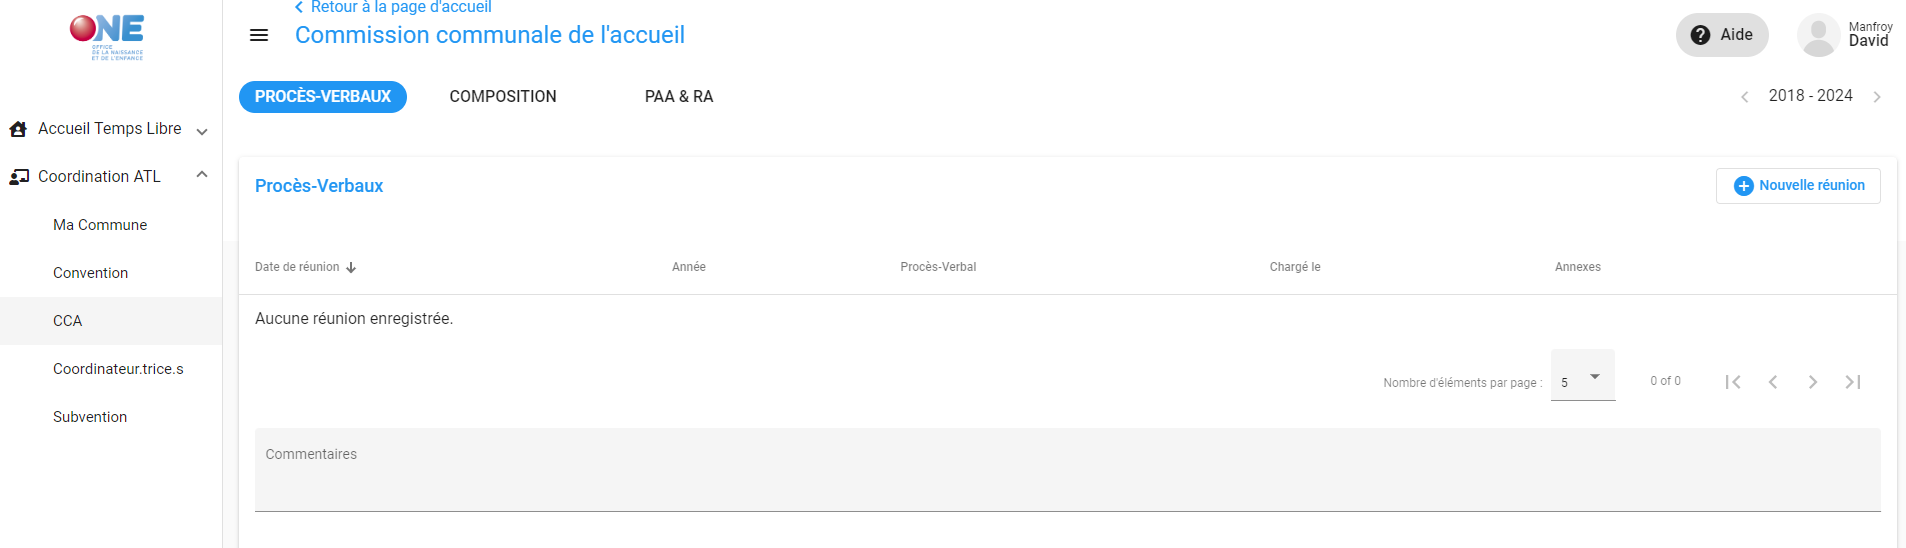 ONE
OFFICE
DE LA NAISSANCE
ET DE L'ENFANCE
Retour à la page d'accueil
Commission communale de l'accueil
Aide
Manfroy
David
PROCÈS-VERBAUX
COMPOSITION
PAA & RA
2018 - 2024
Accueil Temps Libre
Coordination ATL
Ma Commune
Convention
CCA
Coordinateur.trice.s
Subvention
Procès-Verbaux
Nouvelle réunion
Date de réunion
Année
Procès-Verbal
Chargé le
Annexes
Aucune réunion enregistrée.
Nombre d'éléments par page :
5
0 of 0
Commentaires